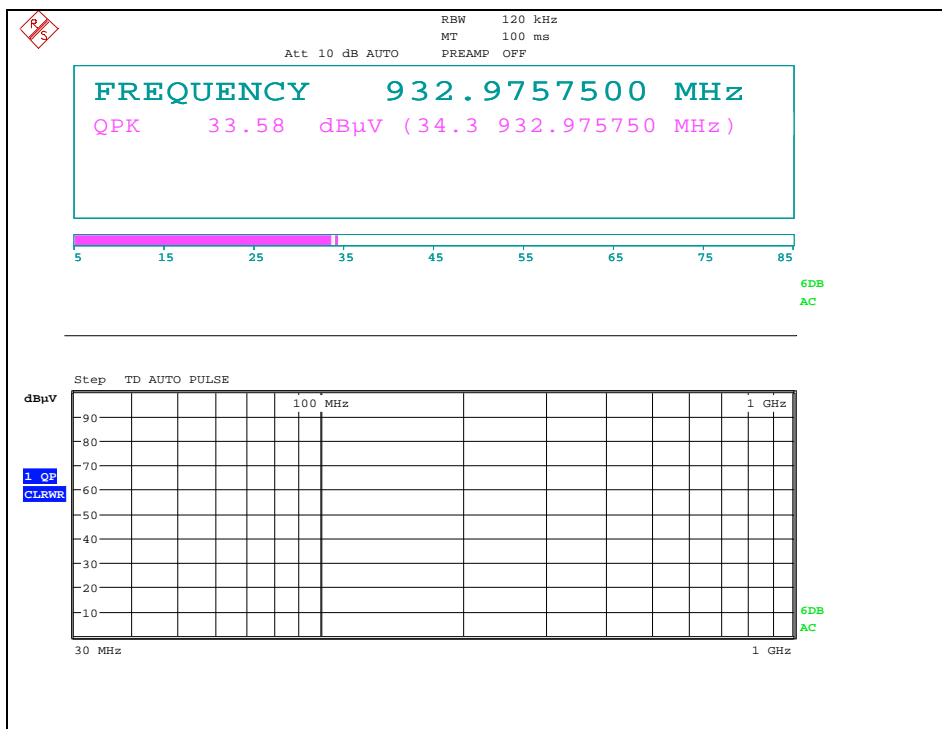 R S
RBW 120 kHz
MT 100 ms
Att 10 dB AUTO PREAMP OFF
FREQUENCY 932.9757500 MHz
QPK 33.58 dBµV (34.3 932.975750 MHz)
5 15 25 35 45 55 65 75 85
6DB
AC
Step TD AUTO PULSE
dBµV
100 MHz 1 GHz
90
80
70
1 QP
CLRWR
60
50
40
30
20
10
6DB
AC
30 MHz 1 GHz